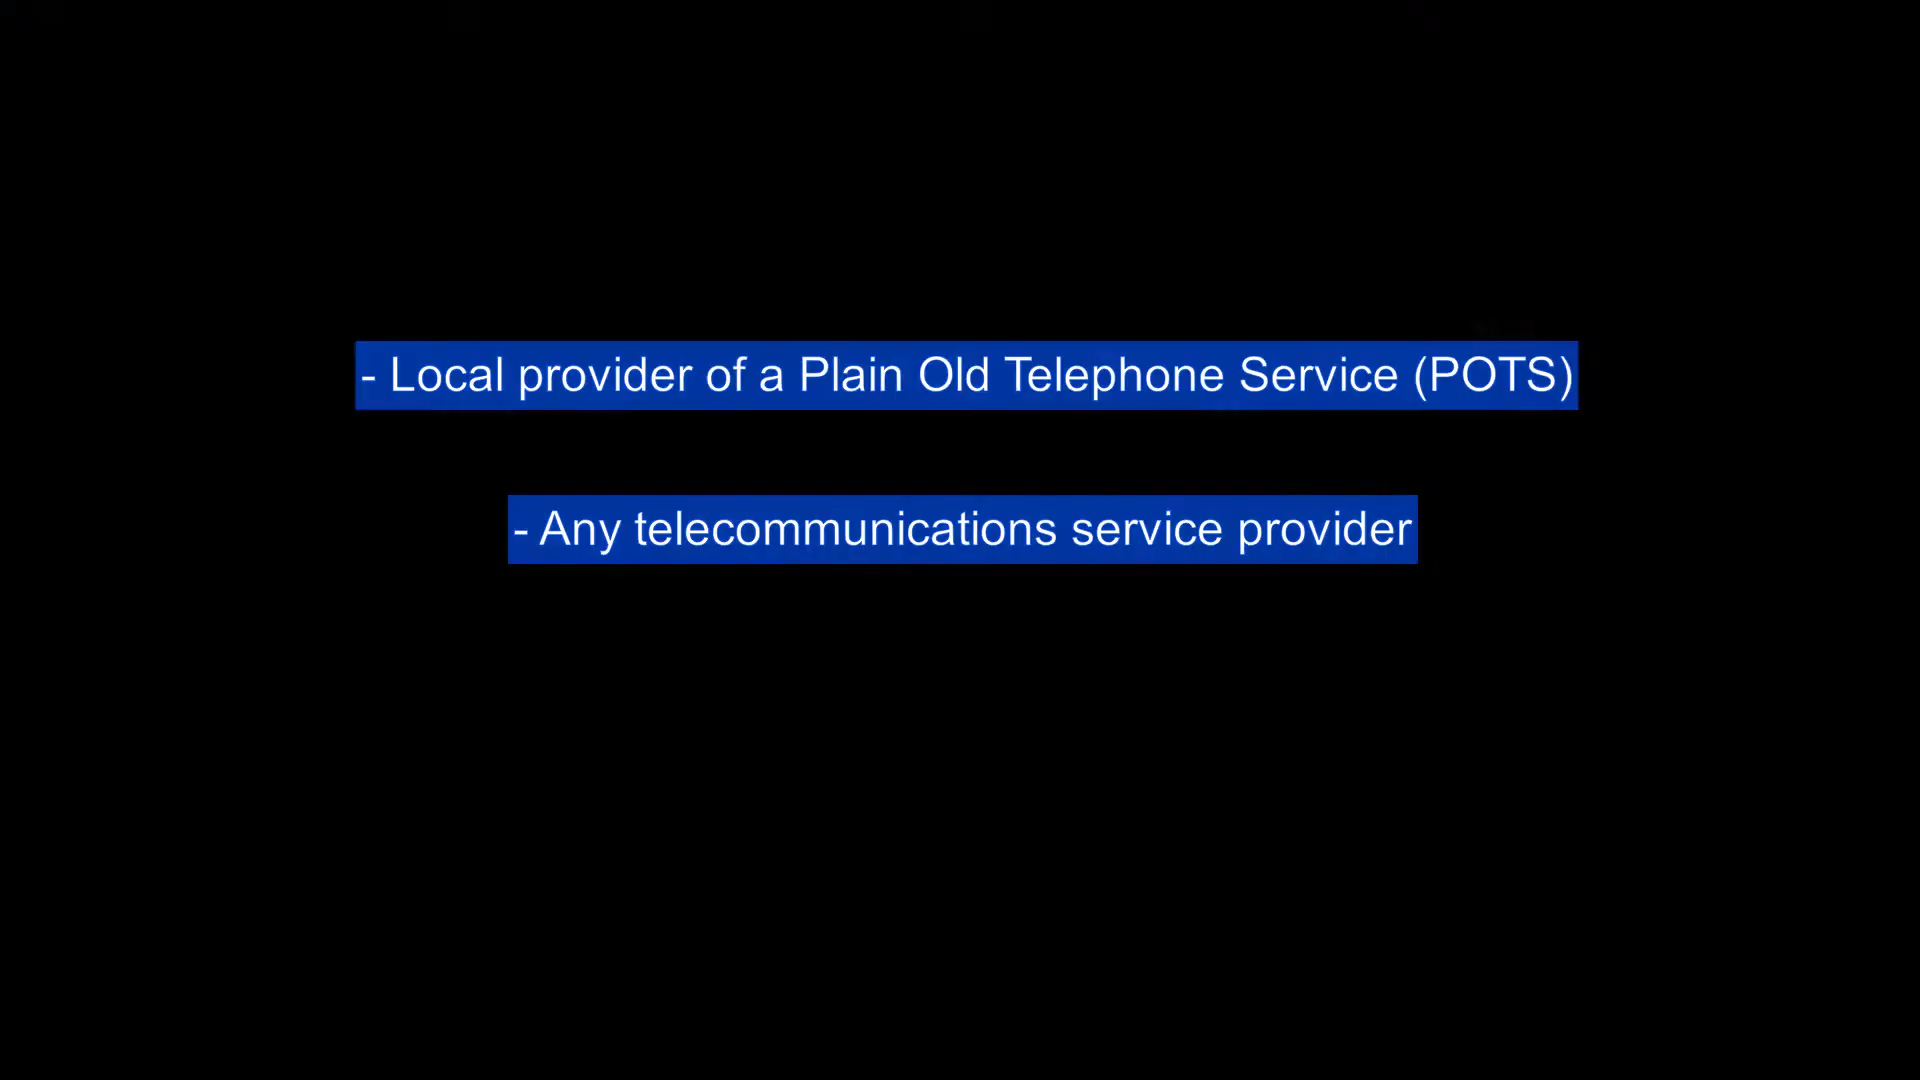 - Local provider of a Plain Old Telephone Service (POTS)
- Any telecommunications service provider